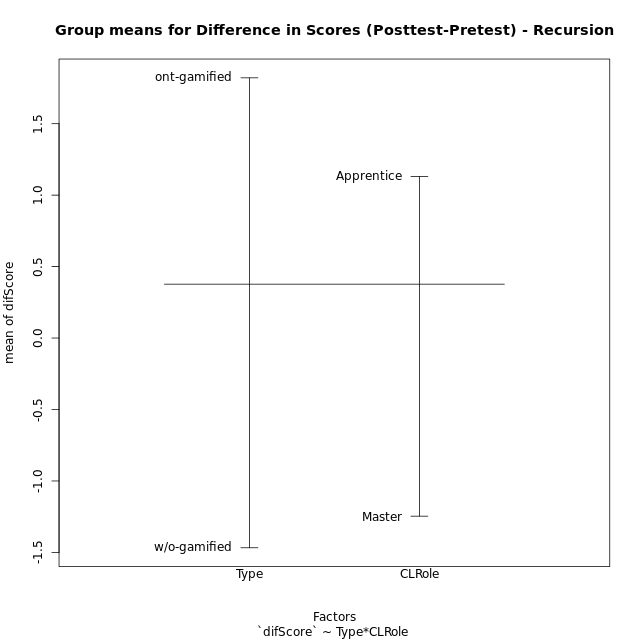 Group means for Difference in Scores (Posttest-Pretest) - Recursion
ont-gamified
1.5
Apprentice
1.0
0.5
mean of difScore
0.0
-0.5
-1.0
Master
w/o-gamified
-1.5
Type CLRole
Factors
`difScore` ~ Type*CLRole